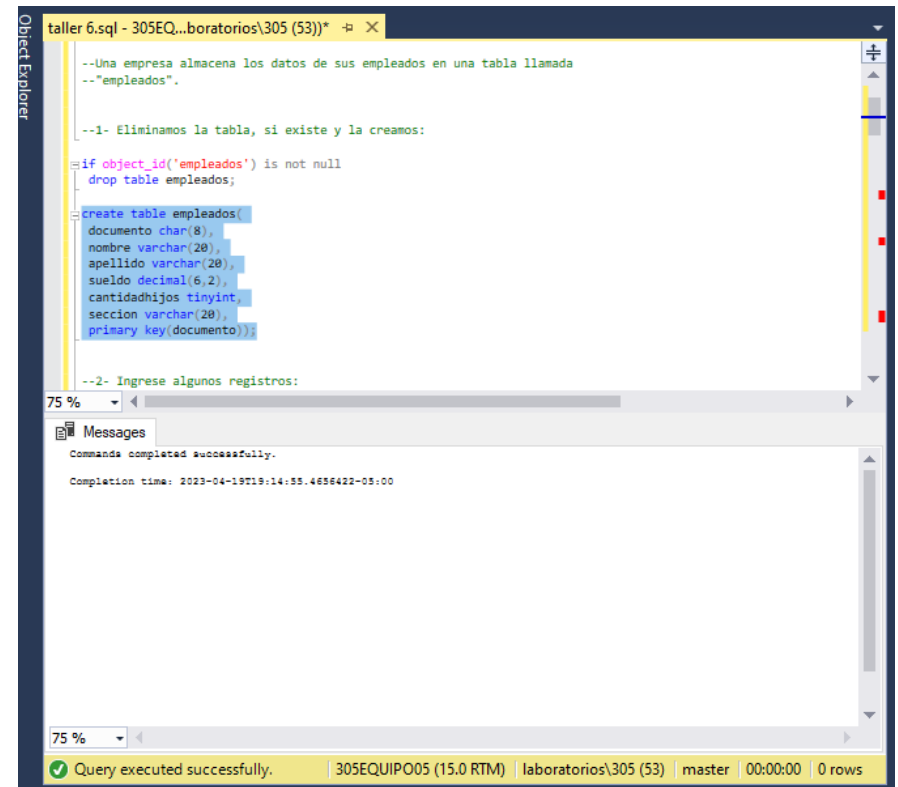 Object Explorer
taller 6.sql - 305EQ...boratorios\305 (53))*
--Una empresa almacena los datos de sus empleados en una tabla llamada
--"empleados".
--1- Eliminamos la tabla, si existe y la creamos:
if object_id('empleados') is not null
drop table empleados;
create table empleados(
documento char(8),
nombre varchar(20),
apellido varchar(20),
sueldo decimal(6,2),
cantidadhijos tinyint,
seccion varchar(20),
primary key(documento));
--2- Ingrese algunos registros:
75 %
Messages
Commands completed successfully.
Completion time: 2023-04-19T19:14:55.4656422-05:00
75 %
Query executed successfully. 305EQUIPO05 (15.0 RTM) laboratorios\305 (53) master 00:00:00 0 rows